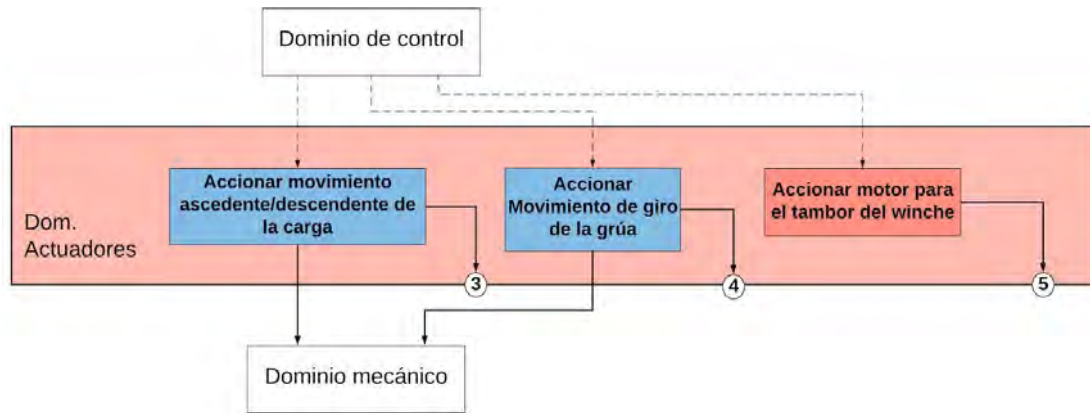 Dominio de control
Accionar movimiento
ascedente/descendente de
la carga
Accionar
Movimiento de giro
de la grúa
Accionar motor para
el tambor del winche
Dom.
Actuadores
3
4
5
Dominio mecánico